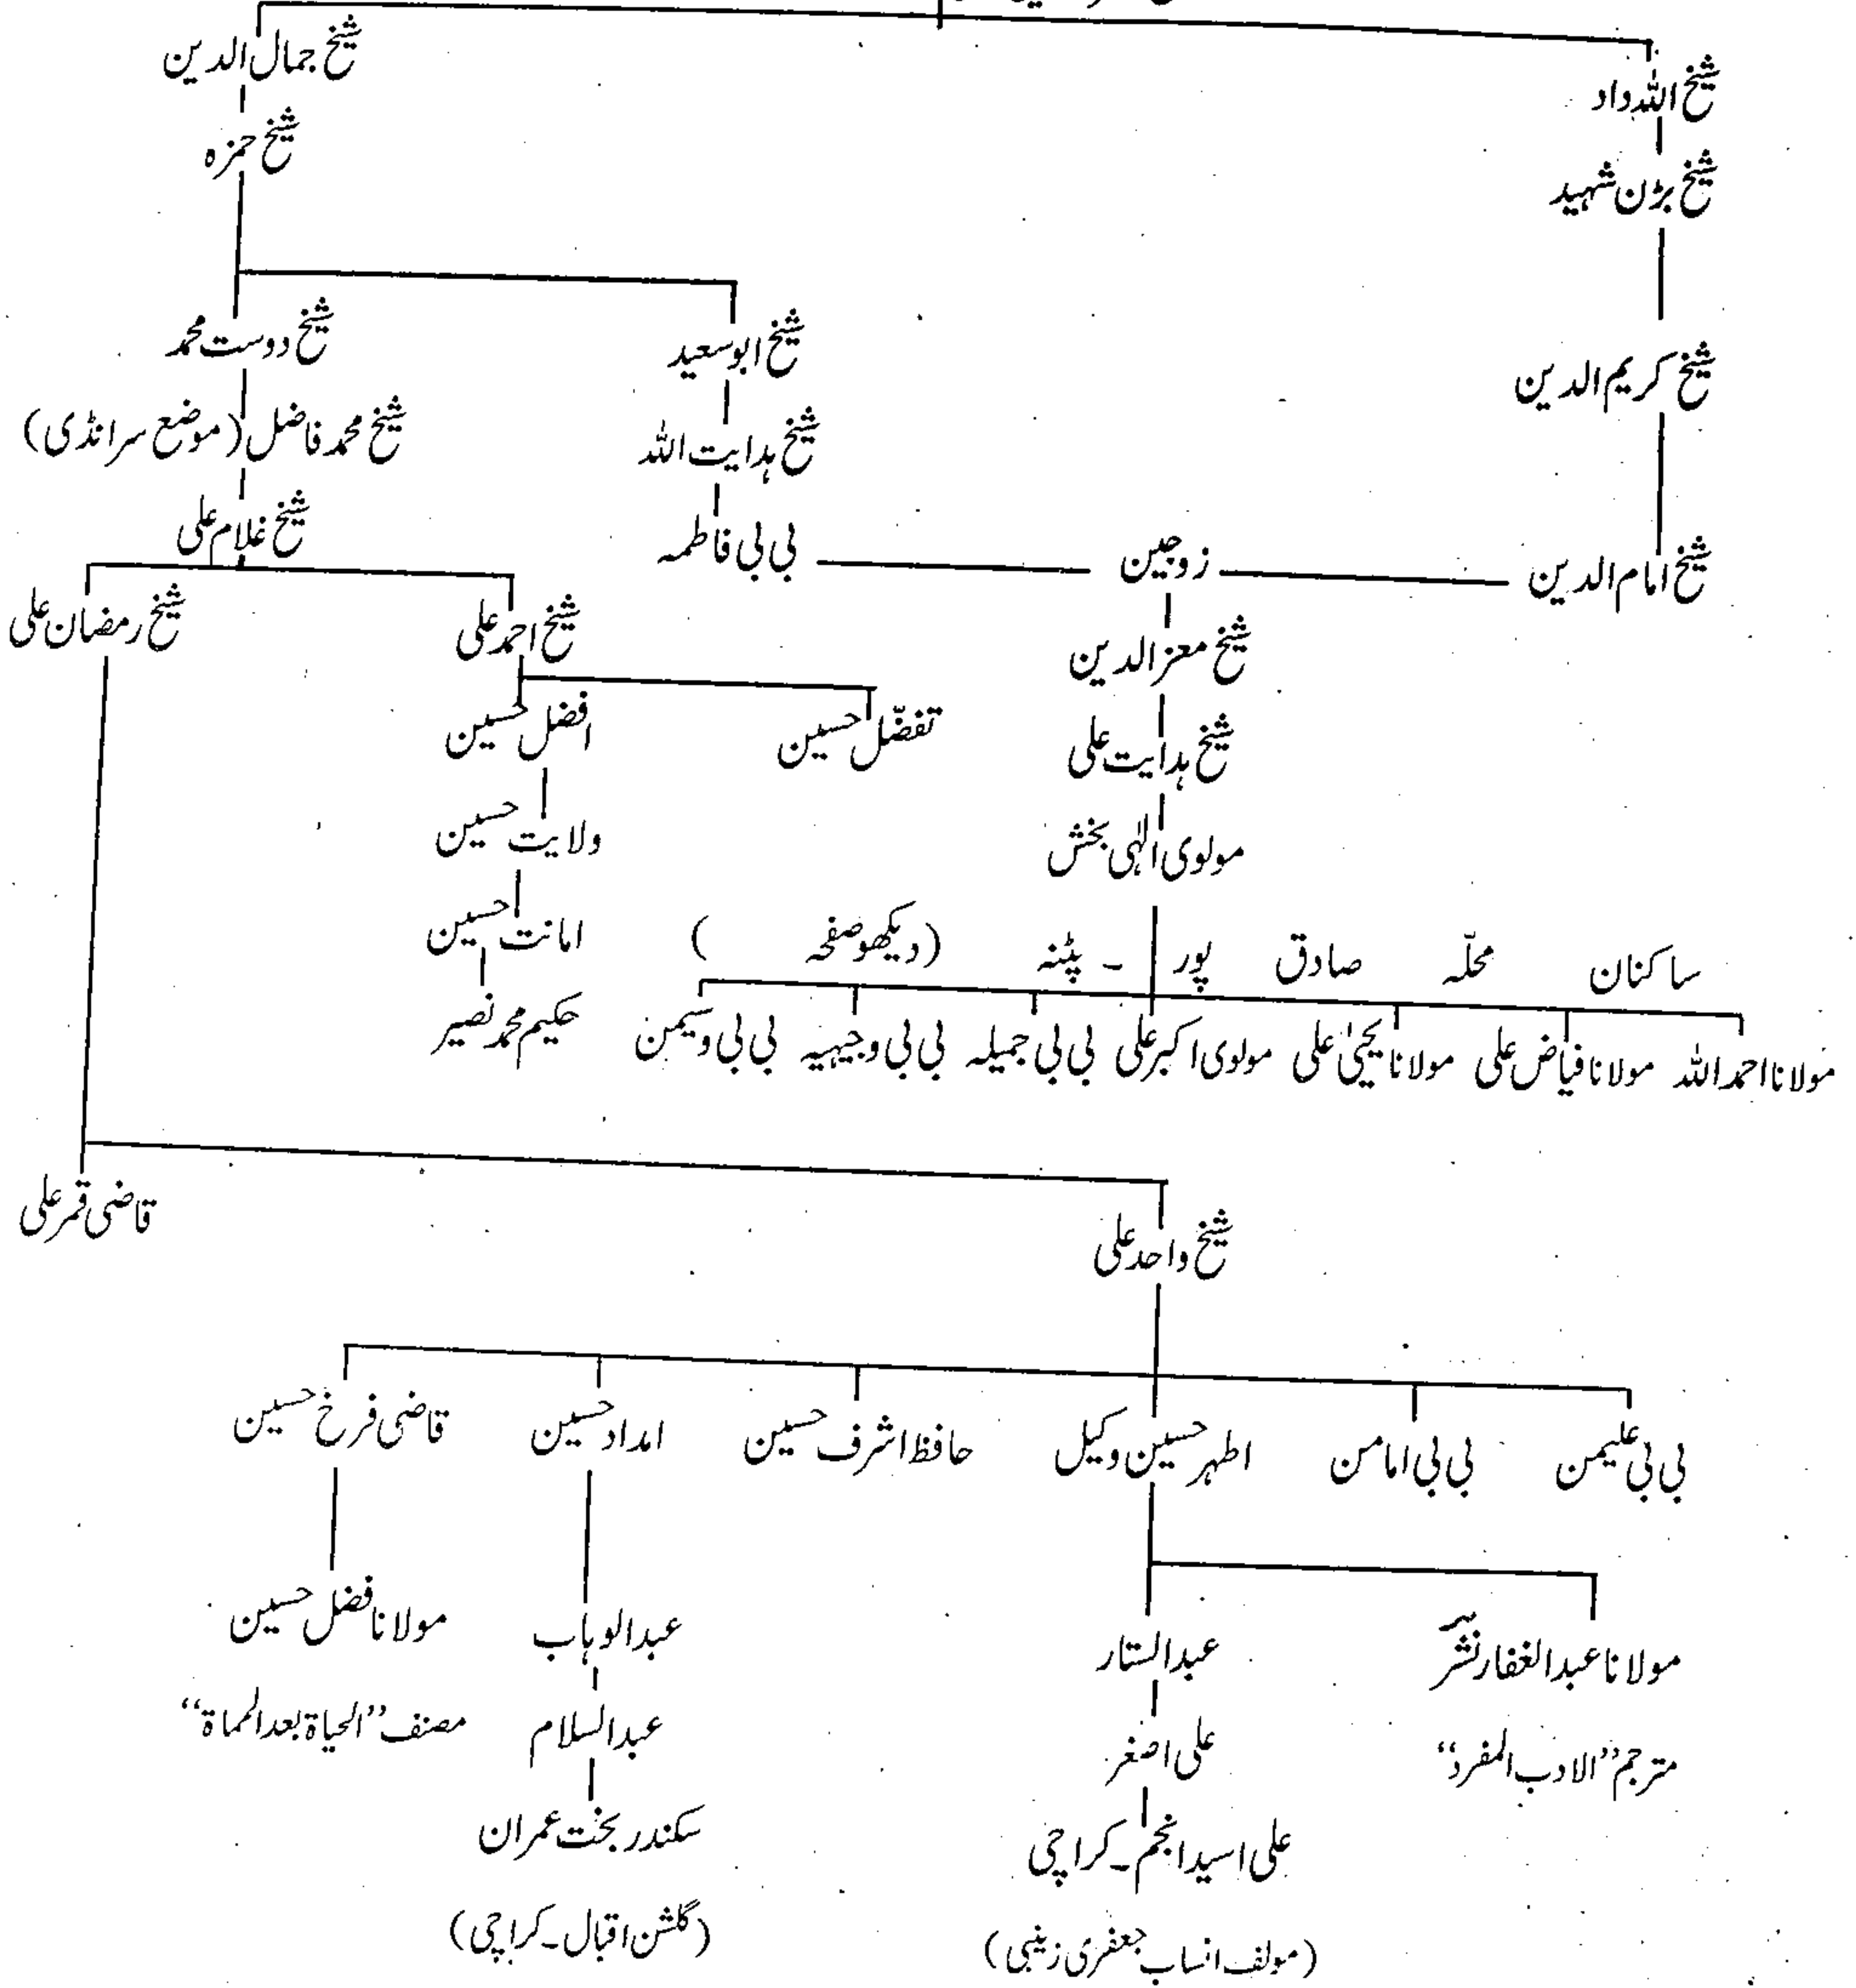 شیخ جمال الدین
شیخ اللہ داد
شیخ حمزہ
شیخ بڑن شہید
شیخ دوست محمد
شیخ ابو سعید
شیخ کریم الدین
شیخ محمد فاضل (موضع سرانڈی)
شیخ ہدایت اللہ
شیخ غلام علی
شیخ امام الدین زوجین بی بی فاطمہ
شیخ احمد علی شیخ رمضان علی
شیخ معز الدین
تفضّل حسین افضل حسین
شیخ ہدایت علی
ولایت حسین
مولوی الٰہی بخش
امانت حسین
ساکنان محلّہ صادق پور ۔ پٹنہ (دیکھو صفحہ )
حکیم محمد نصیر
مولانا احمد اللہ مولانا فیاض علی مولانا یحییٰ علی مولوی اکبر علی بی بی جمیلہ بی بی وجیہیہ بی بی وسیمن
قاضی قمر علی
شیخ واحد علی
بی بی علیمن بی بی امامن اطہر حسین وکیل حافظ اشرف حسین امداد حسین قاضی فرخ حسین
مولانا عبدالغفار نشر عبدالستار عبدالوہاب مولانا فضل حسین
مترجم ”الادب المفرد“ علی اصغر عبدالسلام مصنف ”الحیاۃ بعد المماۃ“
علی اسید انجم ۔ کراچی سکندر بخت عمران
(مولف انساب جعفری زینبی) (گلشن اقبال ۔ کراچی)